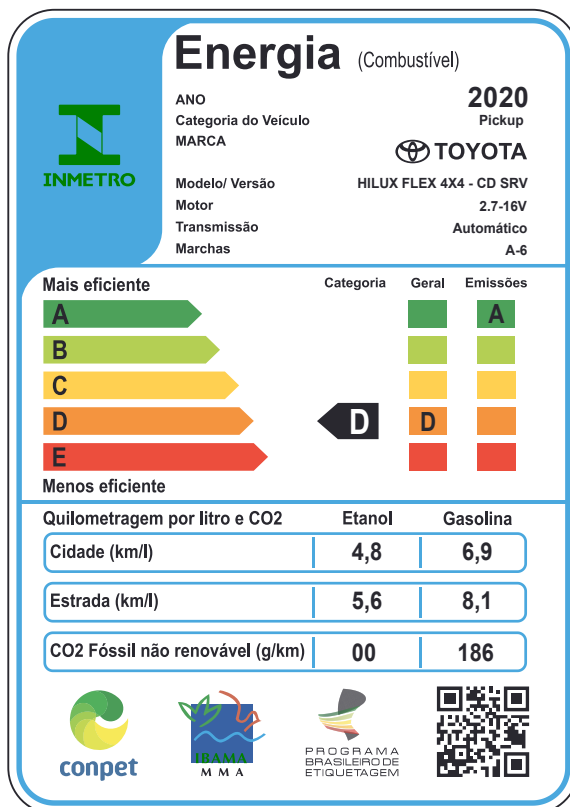 Energia (Combustível)
ANO 2020
Categoria do Veículo Pickup
MARCA TOYOTA
INMETRO
Modelo/ Versão HILUX FLEX 4X4 - CD SRV
Motor 2.7-16V
Transmissão Automático
Marchas A-6
Mais eficiente Categoria Geral Emissões
A A
B
C
D D D
E
Menos eficiente
Quilometragem por litro e CO2 Etanol Gasolina
Cidade (km/l) 4,8 6,9
Estrada (km/l) 5,6 8,1
CO2 Fóssil não renovável (g/km) 00 186
conpet
IBAMA
MMA
PROGRAMA
BRASILEIRO DE
ETIQUETAGEM